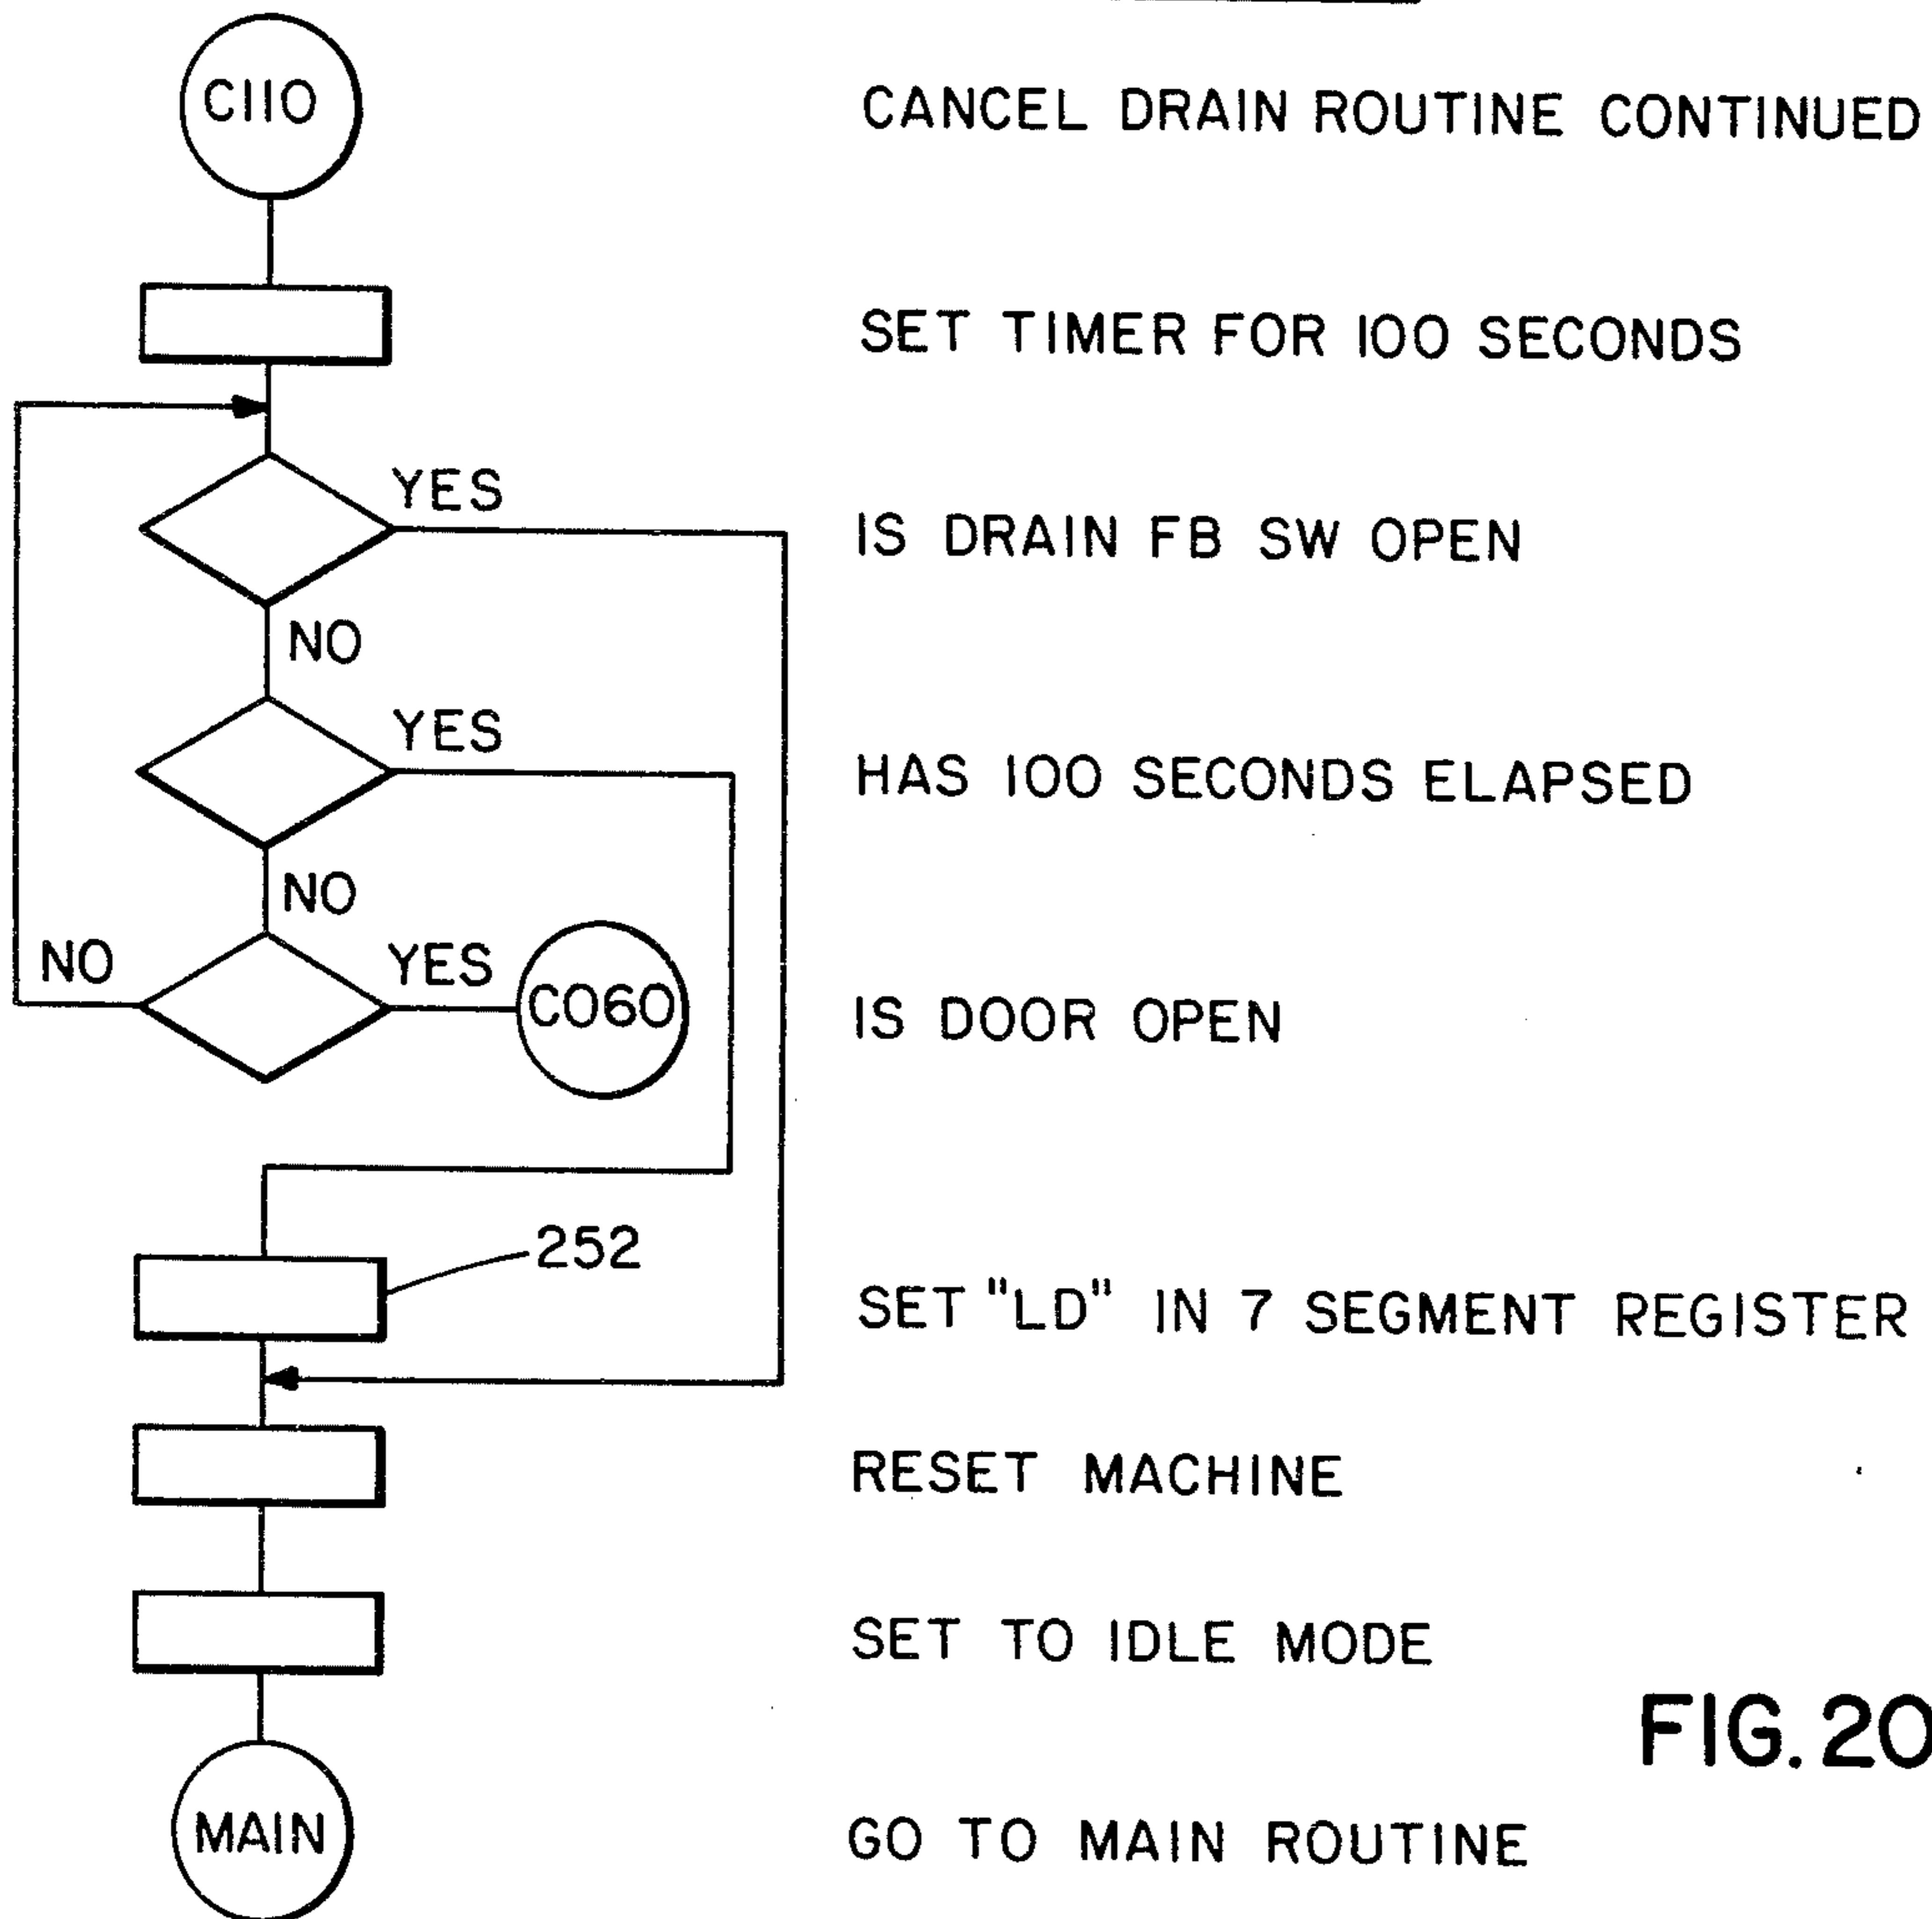 C110 CANCEL DRAIN ROUTINE CONTINUED
SET TIMER FOR 100 SECONDS
YES
IS DRAIN FB SW OPEN
NO
YES
HAS 100 SECONDS ELAPSED
NO
NO YES
C060 IS DOOR OPEN
252
SET "LD" IN 7 SEGMENT REGISTER
RESET MACHINE
SET TO IDLE MODE
FIG. 20
MAIN GO TO MAIN ROUTINE